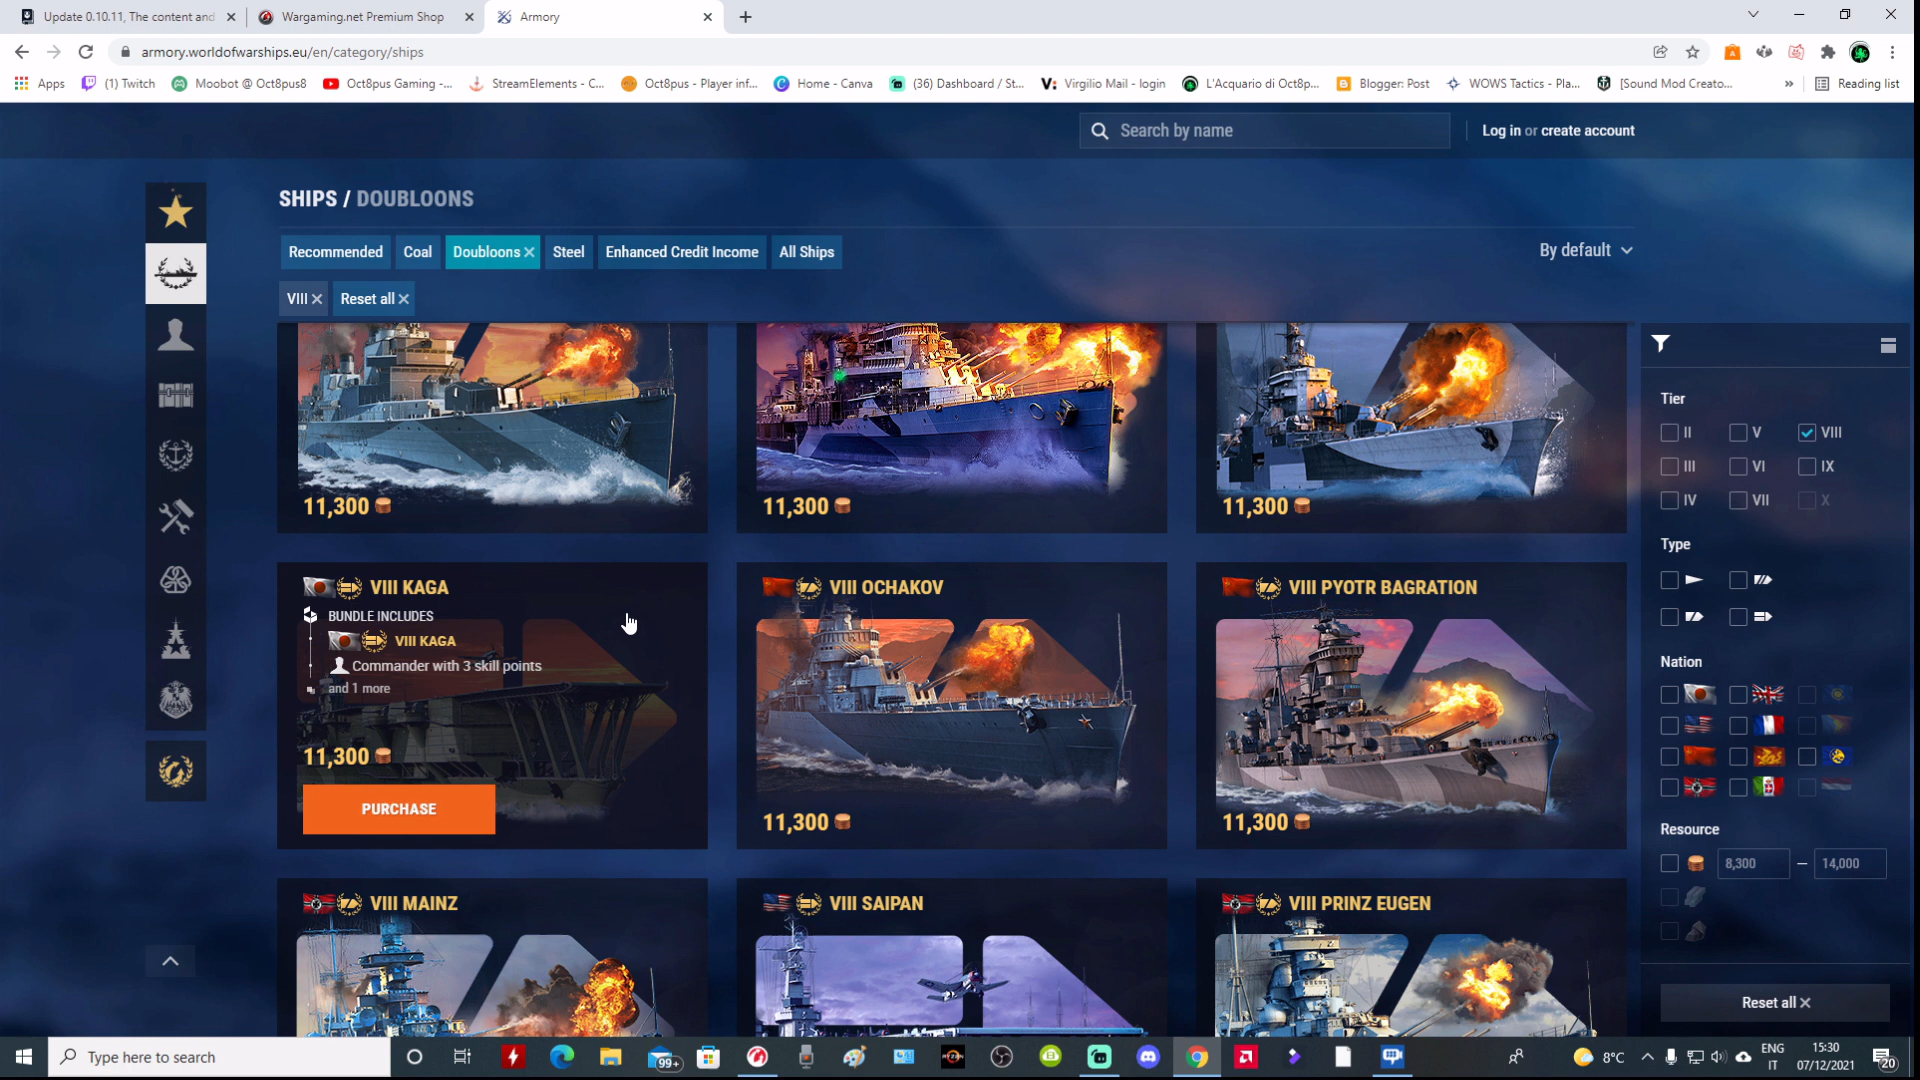 Update 0.10.11, The content and
Wargaming.net Premium Shop
Armory
armory.worldofwarships.eu/en/category/ships
Apps
(1) Twitch
Moobot @ Oct8pus8
Oct8pus Gaming -...
StreamElements - C...
Oct8pus - Player inf...
Home - Canva
(36) Dashboard / St...
Virgilio Mail - login
L'Acquario di Oct8p...
Blogger: Post
WOWS Tactics - Pla...
[Sound Mod Creato...
»
Reading list
Search by name
Log in or create account
SHIPS / DOUBLOONS
Recommended
Coal
Doubloons
Steel
Enhanced Credit Income
All Ships
By default
VIII
Reset all
11,300
11,300
11,300
VIII KAGA
BUNDLE INCLUDES
VIII KAGA
Commander with 3 skill points
and 1 more
11,300
PURCHASE
VIII OCHAKOV
11,300
VIII PYOTR BAGRATION
11,300
VIII MAINZ
VIII SAIPAN
VIII PRINZ EUGEN
Tier
II V VIII
III VI IX
IV VII X
Type
Nation
Resource
8,300 — 14,000
Reset all
Type here to search
99+
RYZEN
8°C
ENG
IT
15:30
07/12/2021
20